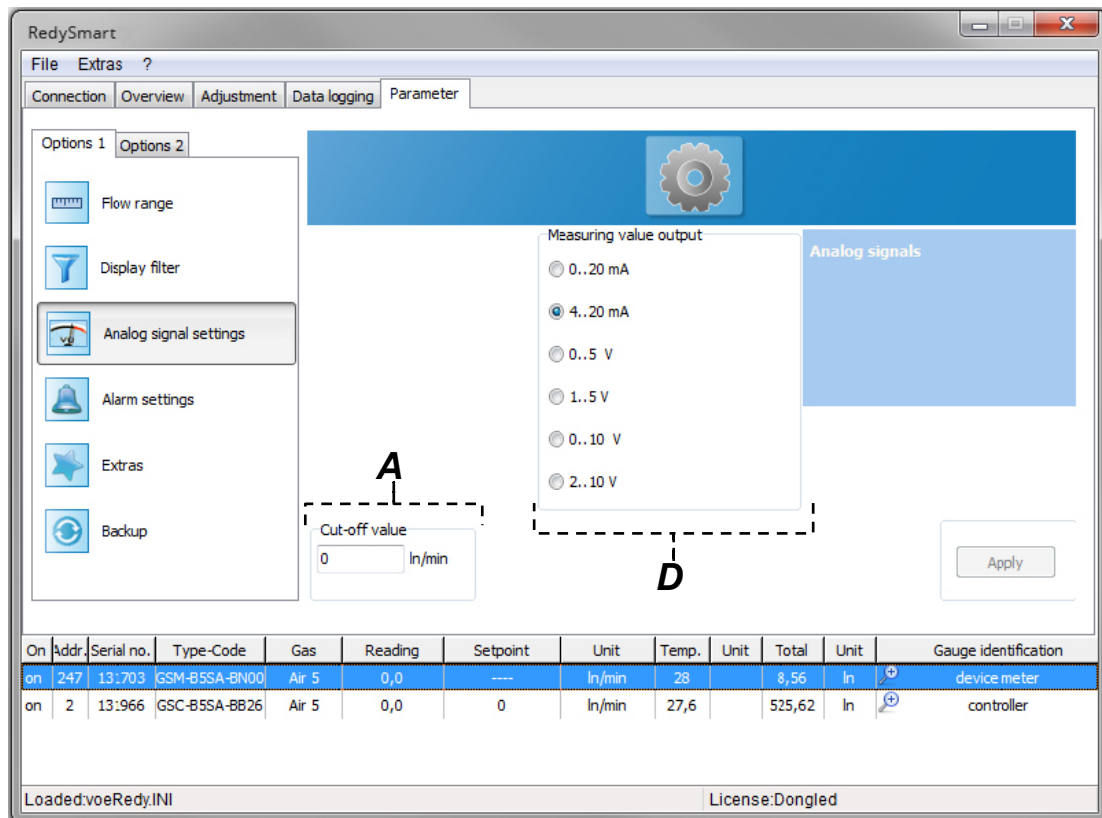 RedySmart
File Extras ?
Connection Overview Adjustment Data logging Parameter
Options 1 Options 2
Flow range
Display filter
Analog signal settings
Alarm settings
Extras
Backup
Measuring value output
0..20 mA
4..20 mA
0..5 V
1..5 V
0..10 V
2..10 V
Analog signals
A
Cut-off value
0 ln/min
D
Apply
On Addr. Serial no. Type-Code Gas Reading Setpoint Unit Temp. Unit Total Unit Gauge identification
on 247 131703 GSM-B5SA-BN00 Air 5 0,0 ---- ln/min 28 8,56 ln device meter
on 2 131966 GSC-B5SA-BB26 Air 5 0,0 0 ln/min 27,6 525,62 ln controller
Loaded:voeRedy.INI License:Dongled